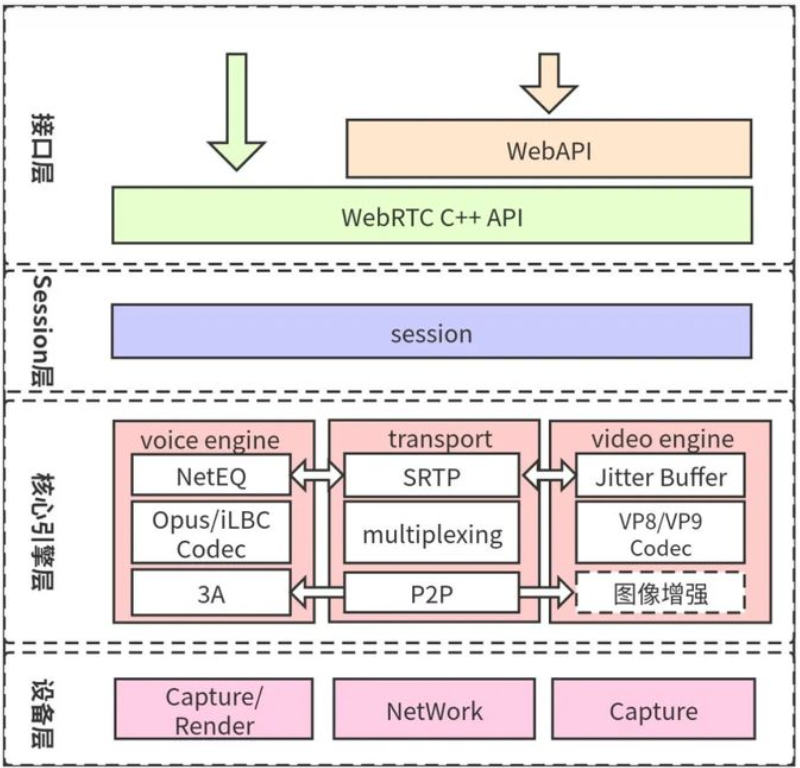 接口层
WebAPI
WebRTC C++ API
Session层
session
核心引擎层
voice engine
NetEQ
Opus/iLBC
Codec
3A
transport
SRTP
multiplexing
P2P
video engine
Jitter Buffer
VP8/VP9
Codec
图像增强
设备层
Capture/
Render
NetWork
Capture